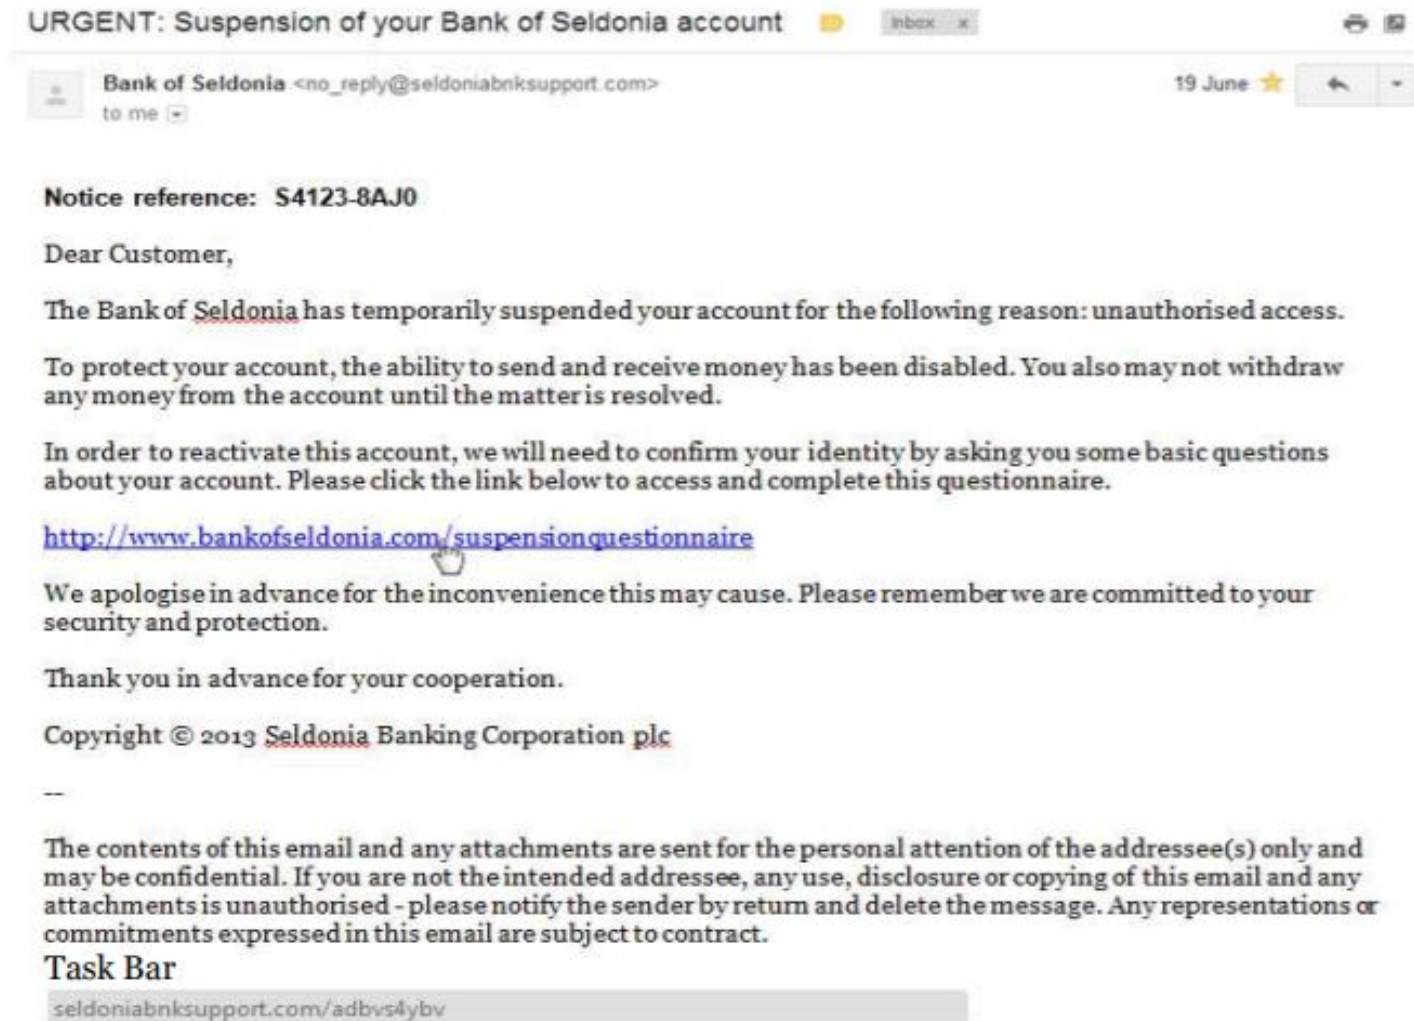 URGENT: Suspension of your Bank of Seldonia account Inbox x
Bank of Seldonia <no_reply@seldoniabnksupport.com> 19 June
to me
Notice reference: S4123-8AJ0
Dear Customer,
The Bank of Seldonia has temporarily suspended your account for the following reason: unauthorised access.
To protect your account, the ability to send and receive money has been disabled. You also may not withdraw
any money from the account until the matter is resolved.
In order to reactivate this account, we will need to confirm your identity by asking you some basic questions
about your account. Please click the link below to access and complete this questionnaire.
http://www.bankofseldonia.com/suspensionquestionnaire
We apologise in advance for the inconvenience this may cause. Please remember we are committed to your
security and protection.
Thank you in advance for your cooperation.
Copyright © 2013 Seldonia Banking Corporation plc
--
The contents of this email and any attachments are sent for the personal attention of the addressee(s) only and
may be confidential. If you are not the intended addressee, any use, disclosure or copying of this email and any
attachments is unauthorised - please notify the sender by return and delete the message. Any representations or
commitments expressed in this email are subject to contract.
Task Bar
seldoniabnksupport.com/adbvs4ybv